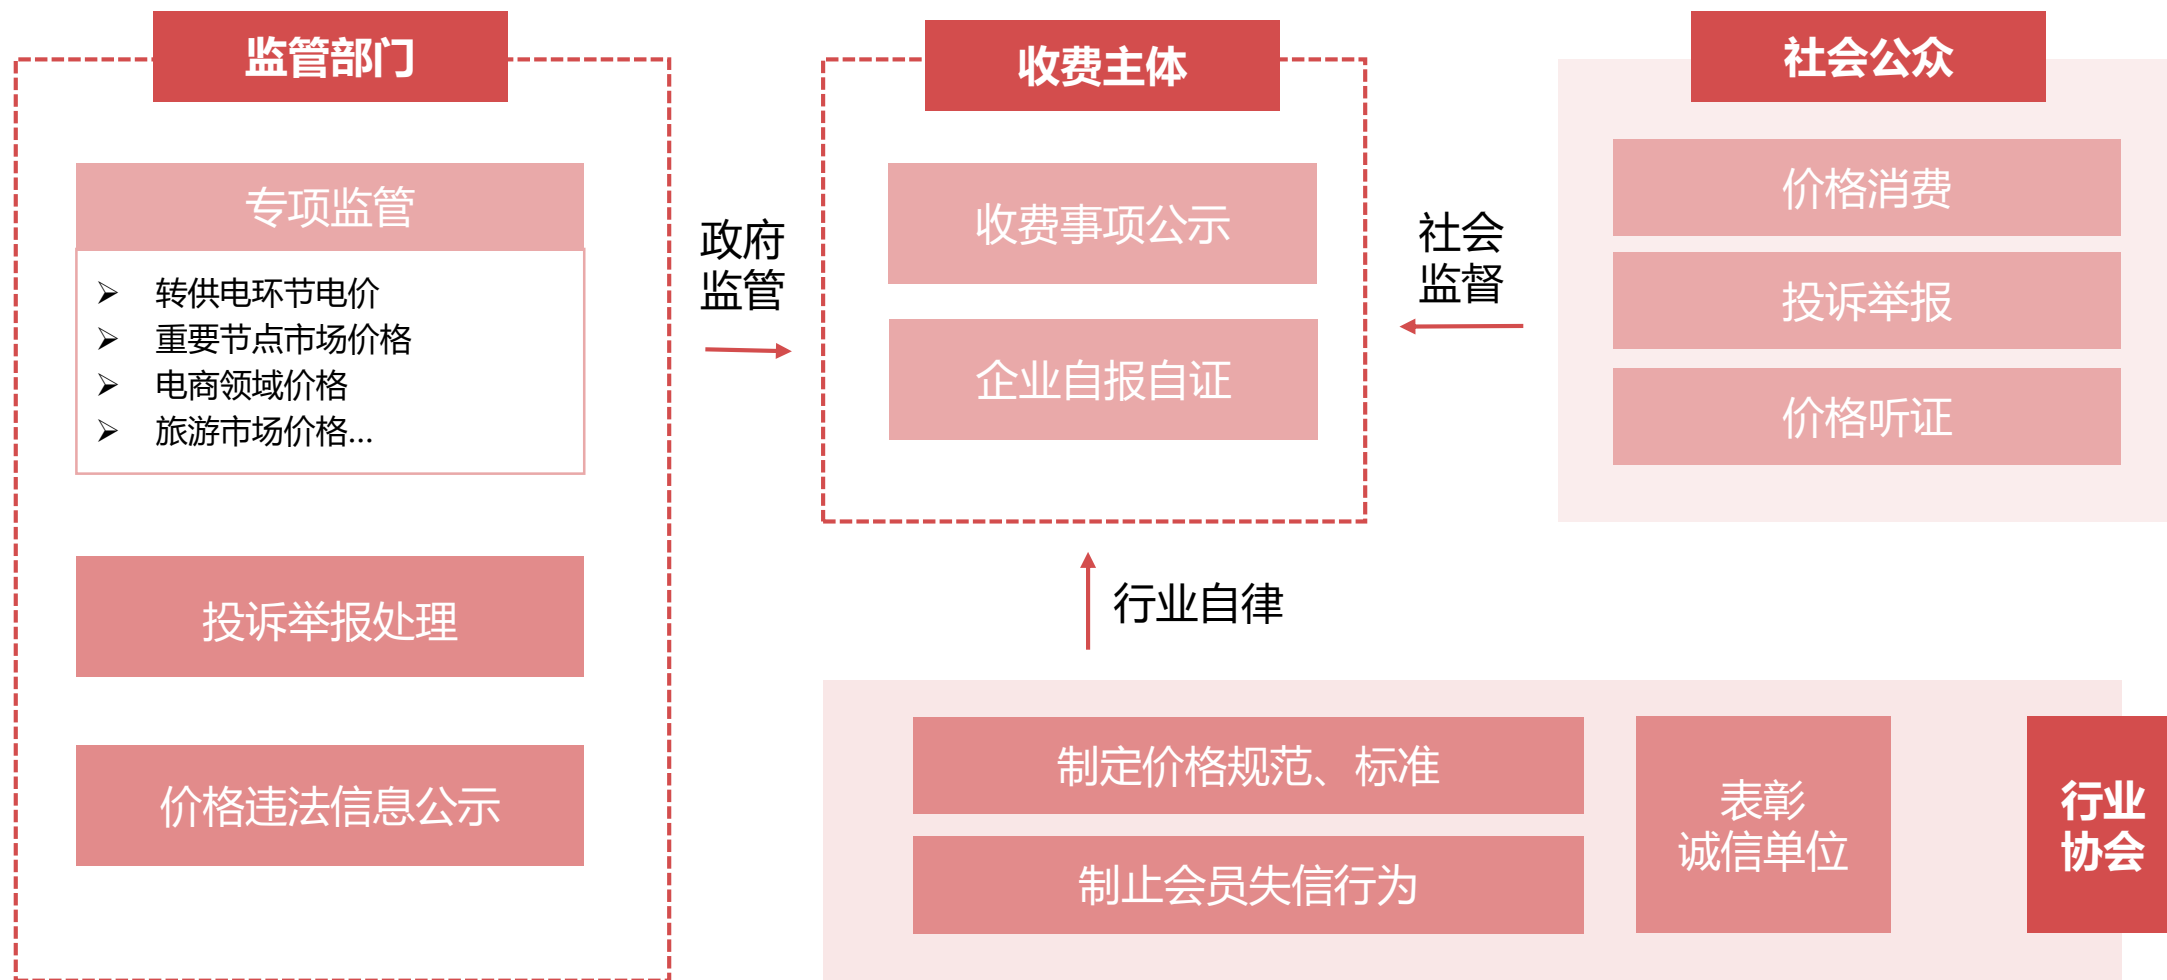 监管部门
专项监管
转供电环节电价
重要节点市场价格
电商领域价格
旅游市场价格...
投诉举报处理
价格违法信息公示
政府
监管
收费主体
收费事项公示
企业自报自证
社会
监督
社会公众
价格消费
投诉举报
价格听证
行业自律
制定价格规范、标准
制止会员失信行为
表彰
诚信单位
行业
协会